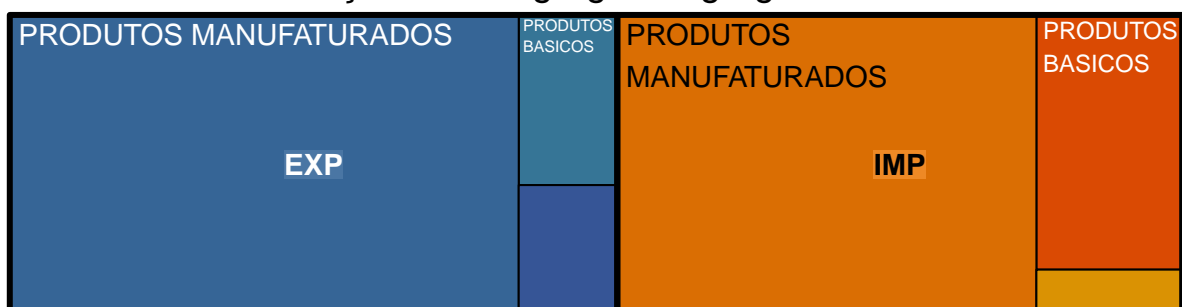 PRODUTOS MANUFATURADOS
PRODUTOS
BASICOS
EXP
PRODUTOS
MANUFATURADOS
IMP
PRODUTOS
BASICOS